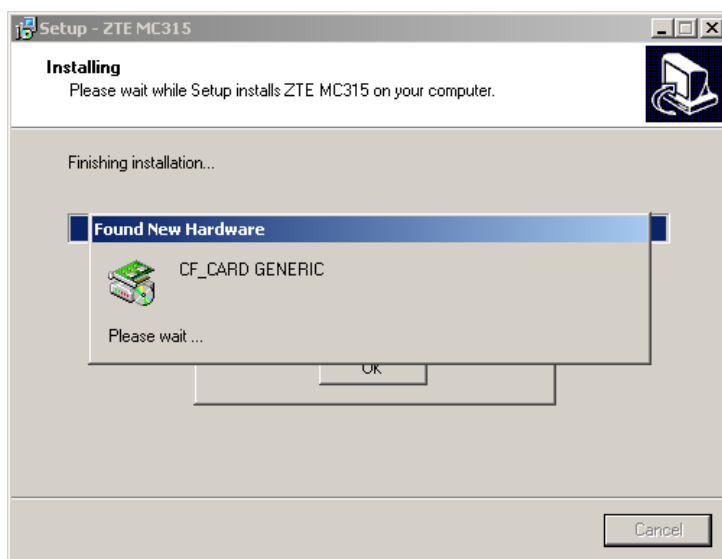 Setup - ZTE MC315
Installing
Please wait while Setup installs ZTE MC315 on your computer.
Finishing installation...
Found New Hardware
CF_CARD GENERIC
Please wait ...
OK
Cancel